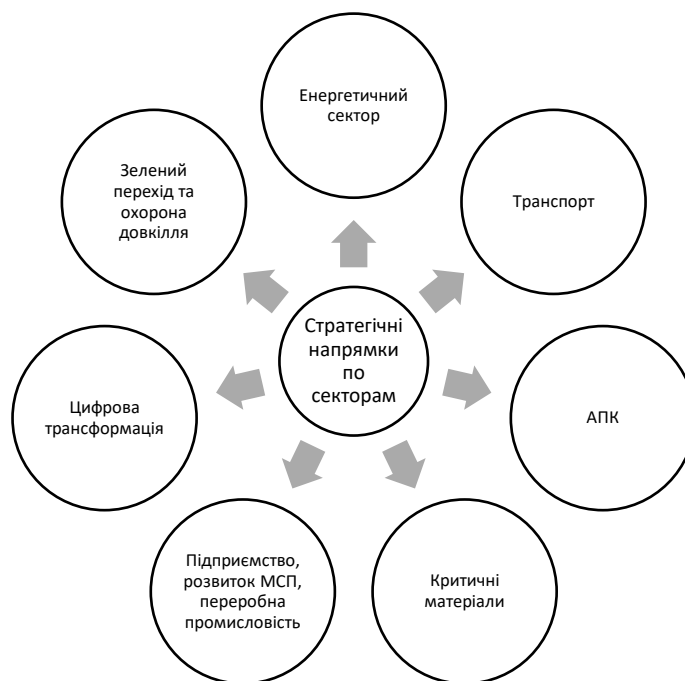 Енергетичний
сектор
Зелений
перехід та
охорона
довкілля
Транспорт
Стратегічні
напрямки
по
секторам
Цифрова
трансформація
АПК
Підприємство,
розвиток МСП,
переробна
промисловість
Критичні
матеріали